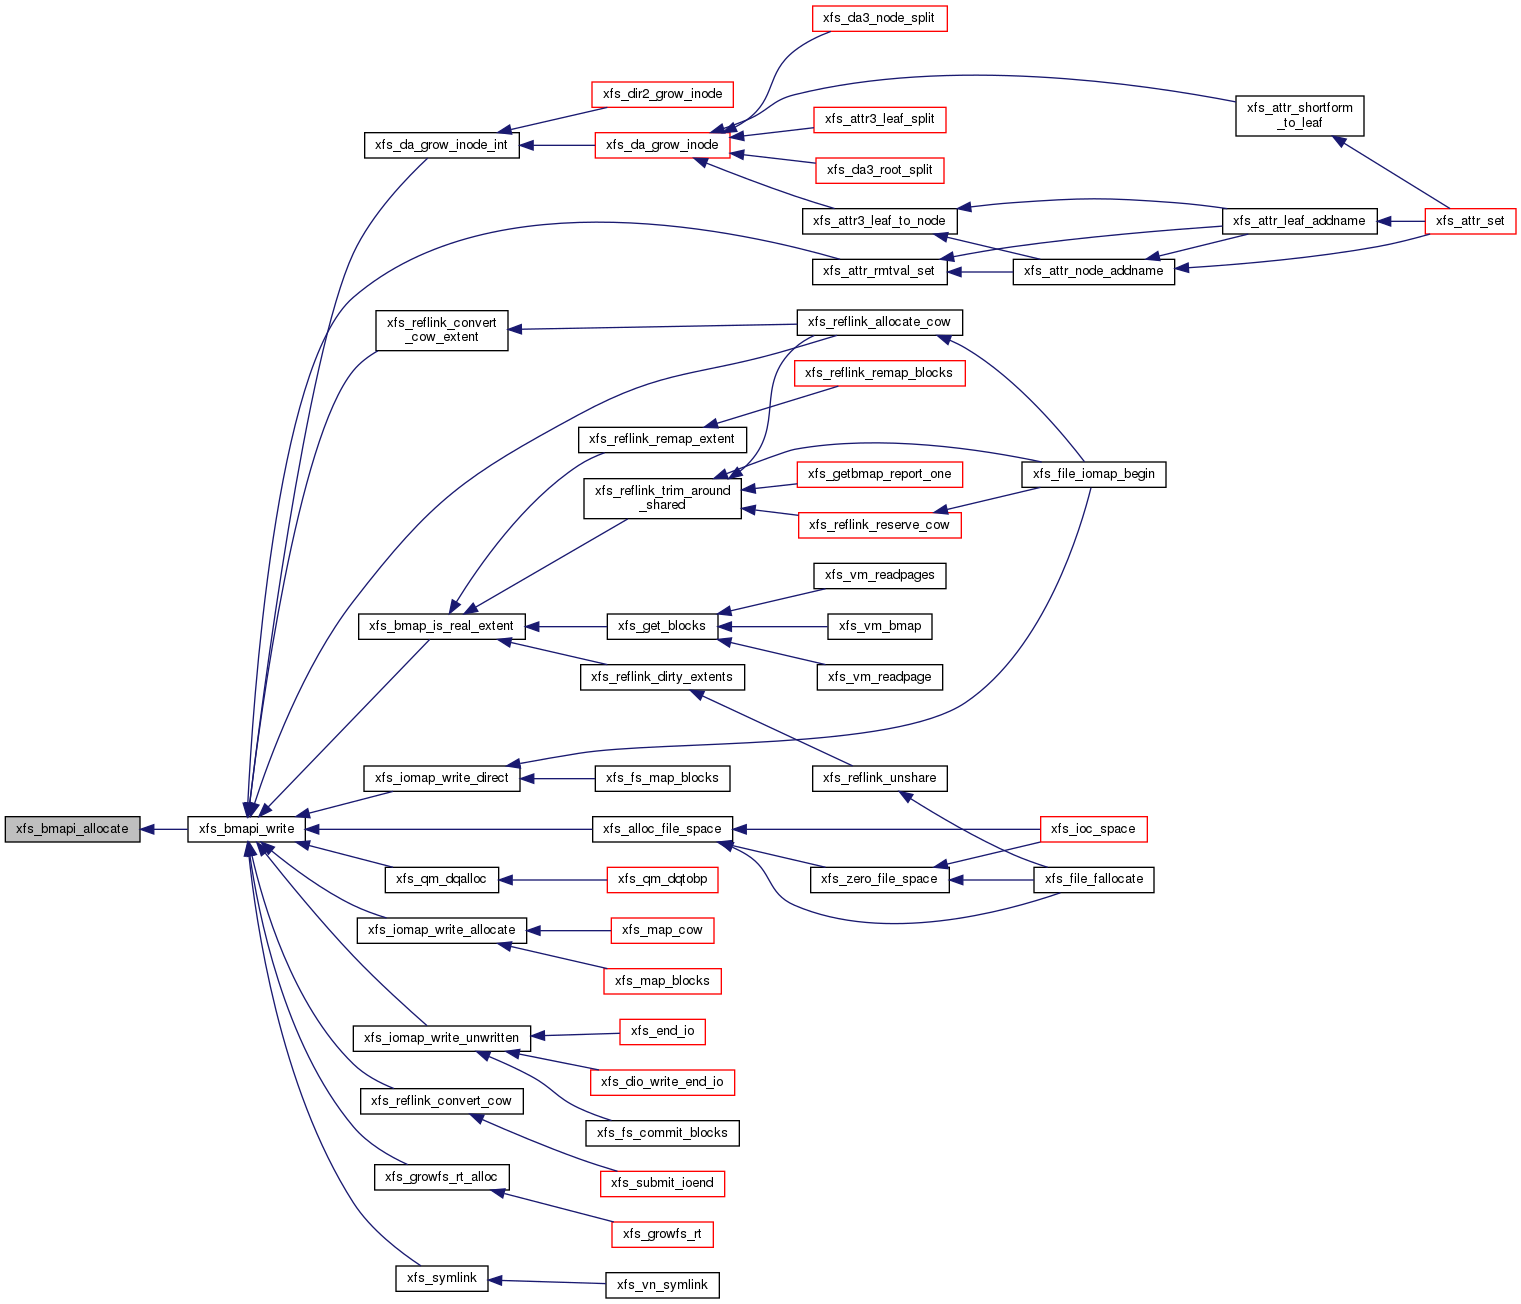 xfs_da3_node_split
xfs_dir2_grow_inode
xfs_attr_shortform
_to_leaf
xfs_attr3_leaf_split
xfs_da_grow_inode_int
xfs_da_grow_inode
xfs_da3_root_split
xfs_attr3_leaf_to_node
xfs_attr_leaf_addname
xfs_attr_set
xfs_attr_rmtval_set
xfs_attr_node_addname
xfs_reflink_convert
_cow_extent
xfs_reflink_allocate_cow
xfs_reflink_remap_blocks
xfs_reflink_remap_extent
xfs_file_iomap_begin
xfs_getbmap_report_one
xfs_reflink_trim_around
_shared
xfs_reflink_reserve_cow
xfs_vm_readpages
xfs_bmap_is_real_extent
xfs_get_blocks
xfs_vm_bmap
xfs_reflink_dirty_extents
xfs_vm_readpage
xfs_iomap_write_direct
xfs_fs_map_blocks
xfs_reflink_unshare
xfs_bmapi_allocate
xfs_bmapi_write
xfs_alloc_file_space
xfs_ioc_space
xfs_qm_dqalloc
xfs_qm_dqtobp
xfs_zero_file_space
xfs_file_fallocate
xfs_iomap_write_allocate
xfs_map_cow
xfs_map_blocks
xfs_iomap_write_unwritten
xfs_end_io
xfs_dio_write_end_io
xfs_reflink_convert_cow
xfs_fs_commit_blocks
xfs_growfs_rt_alloc
xfs_submit_ioend
xfs_growfs_rt
xfs_symlink
xfs_vn_symlink